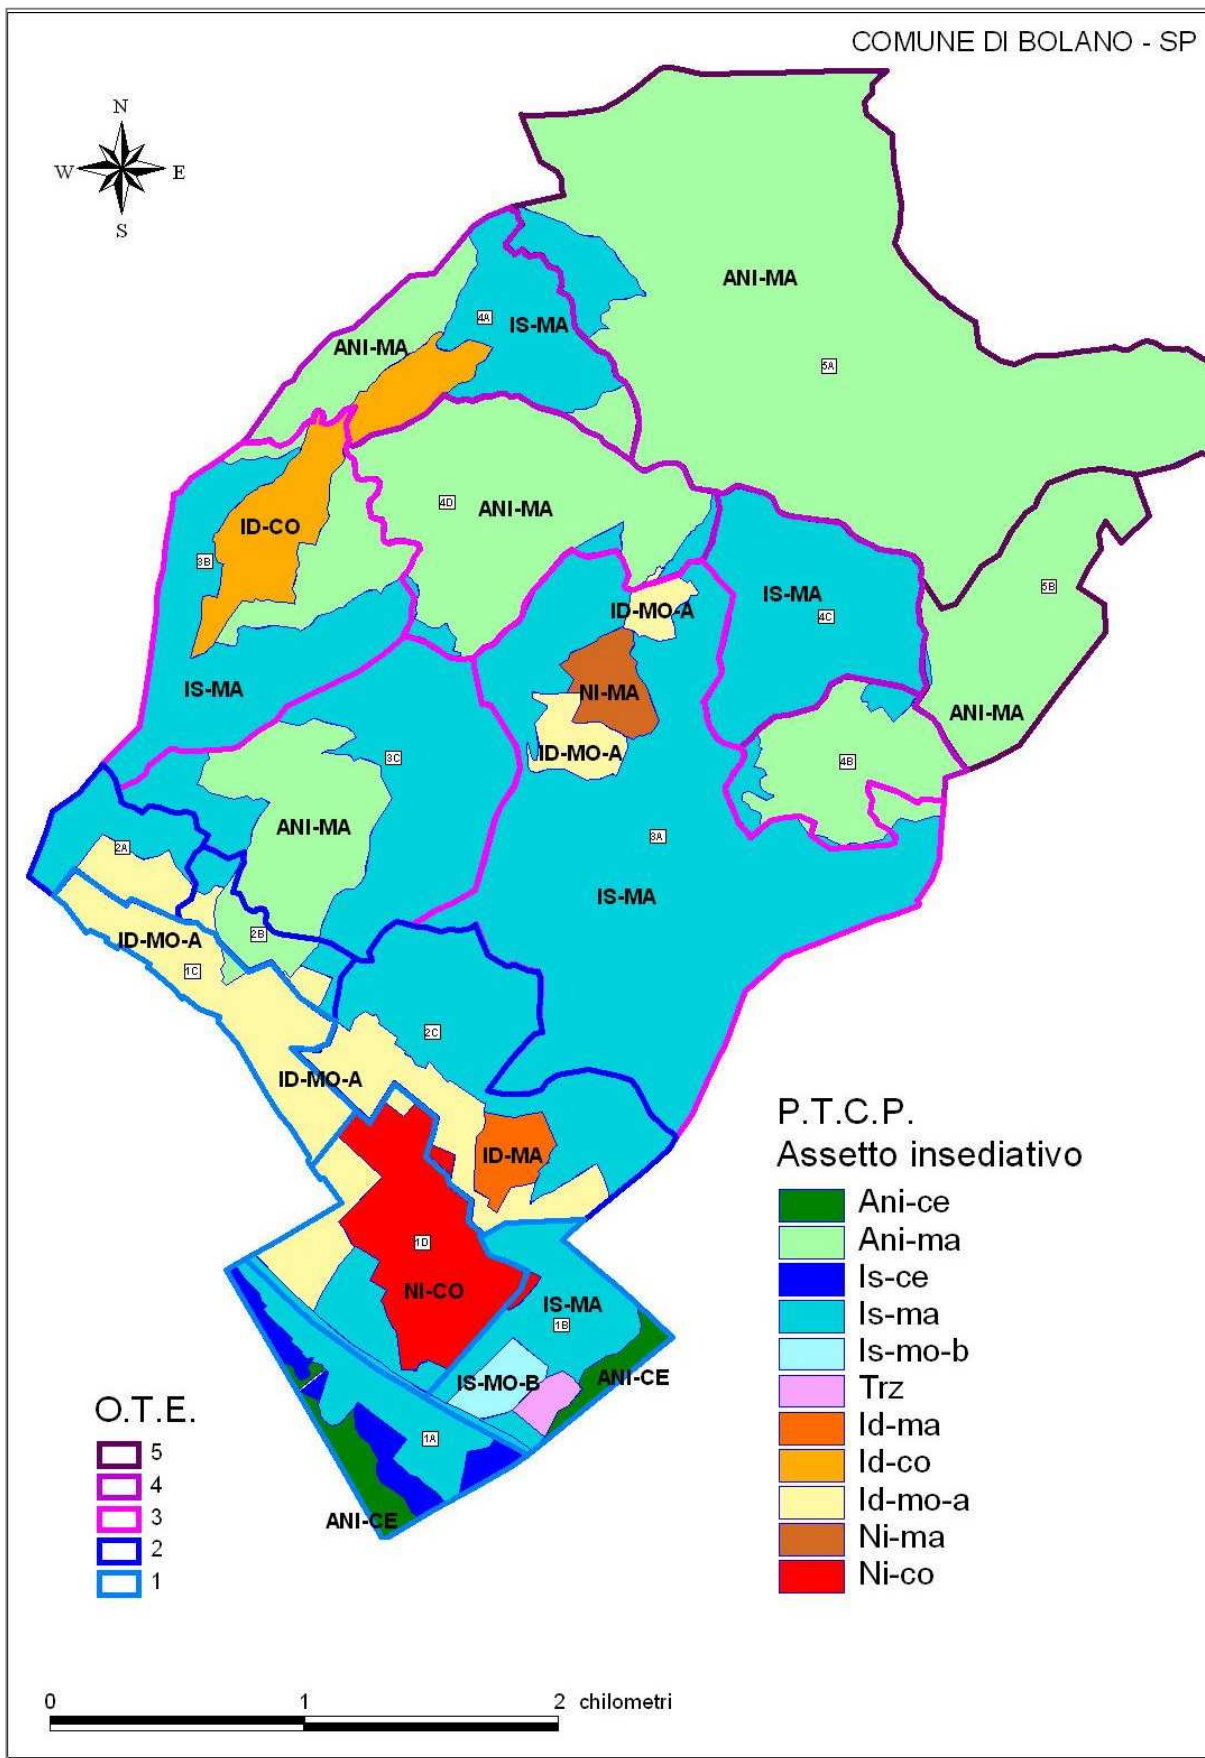 COMUNE DI BOLANO - SP
N
W E
S
ANI-MA
4A
IS-MA
ANI-MA
5A
4D
ANI-MA
ID-CO
3B
5B
IS-MA
ID-MO-A
4C
IS-MA
NI-MA
ANI-MA
ID-MO-A
3C
4B
ANI-MA
3A
2A
IS-MA
2B
ID-MO-A
1C
2C
ID-MO-A
ID-MA
1D
NI-CO
IS-MA
1B
IS-MO-B
ANI-CE
1A
ANI-CE
P.T.C.P.
Assetto insediativo
Ani-ce
Ani-ma
Is-ce
Is-ma
Is-mo-b
Trz
Id-ma
Id-co
Id-mo-a
Ni-ma
Ni-co
O.T.E.
5
4
3
2
1
0 1 2 chilometri